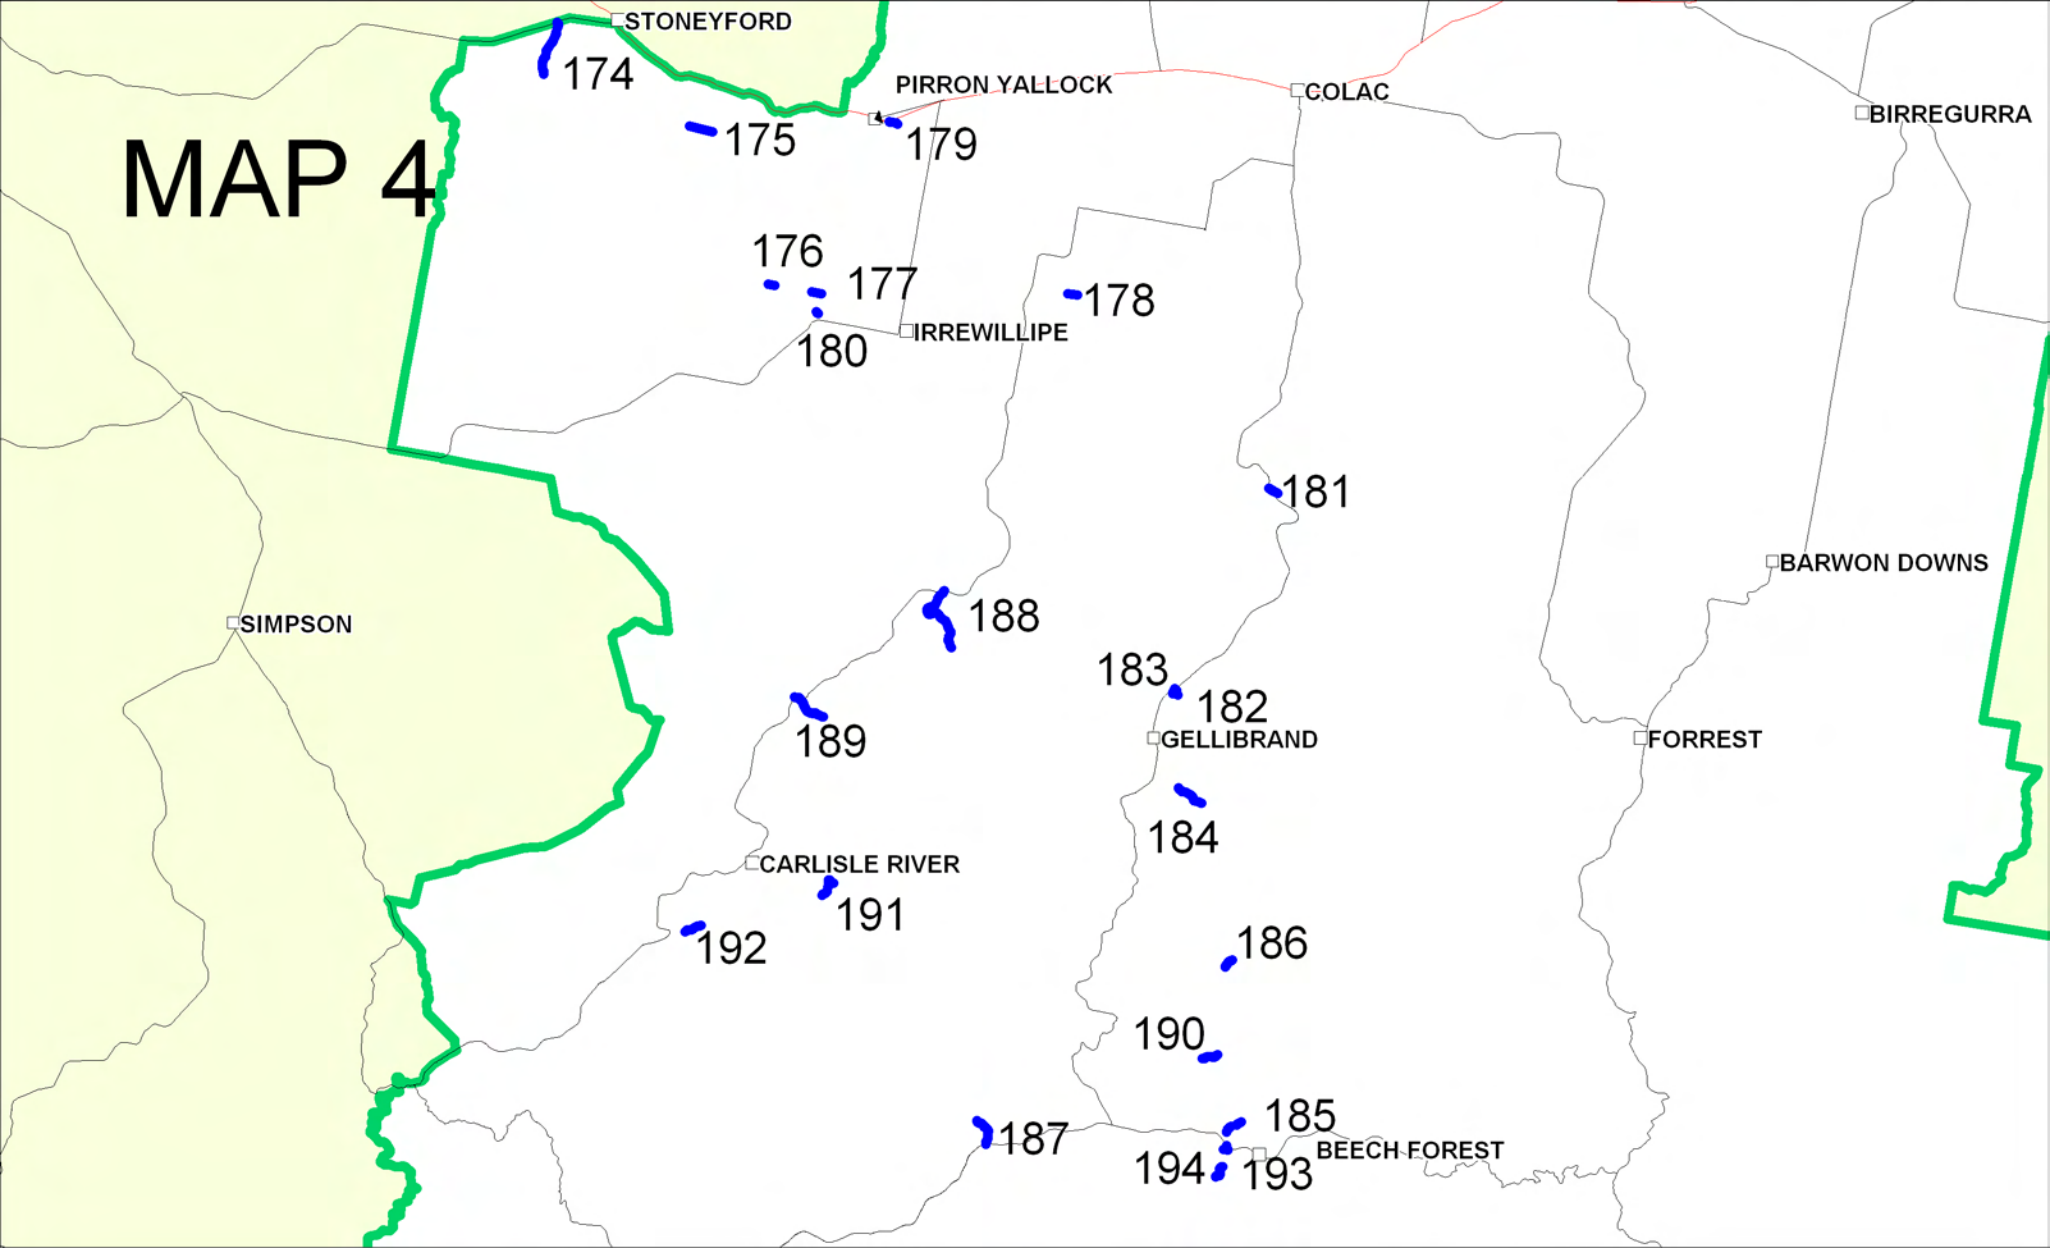 STONEYFORD
174
PIRRON YALLOCK
COLAC
BIRREGURRA
175
179
MAP 4
176
177
178
IRREWILLIPE
180
181
BARWON DOWNS
SIMPSON
188
183
182
189
GELLIBRAND
FORREST
184
CARLISLE RIVER
191
192
186
190
185
187
BEECH FOREST
194
193